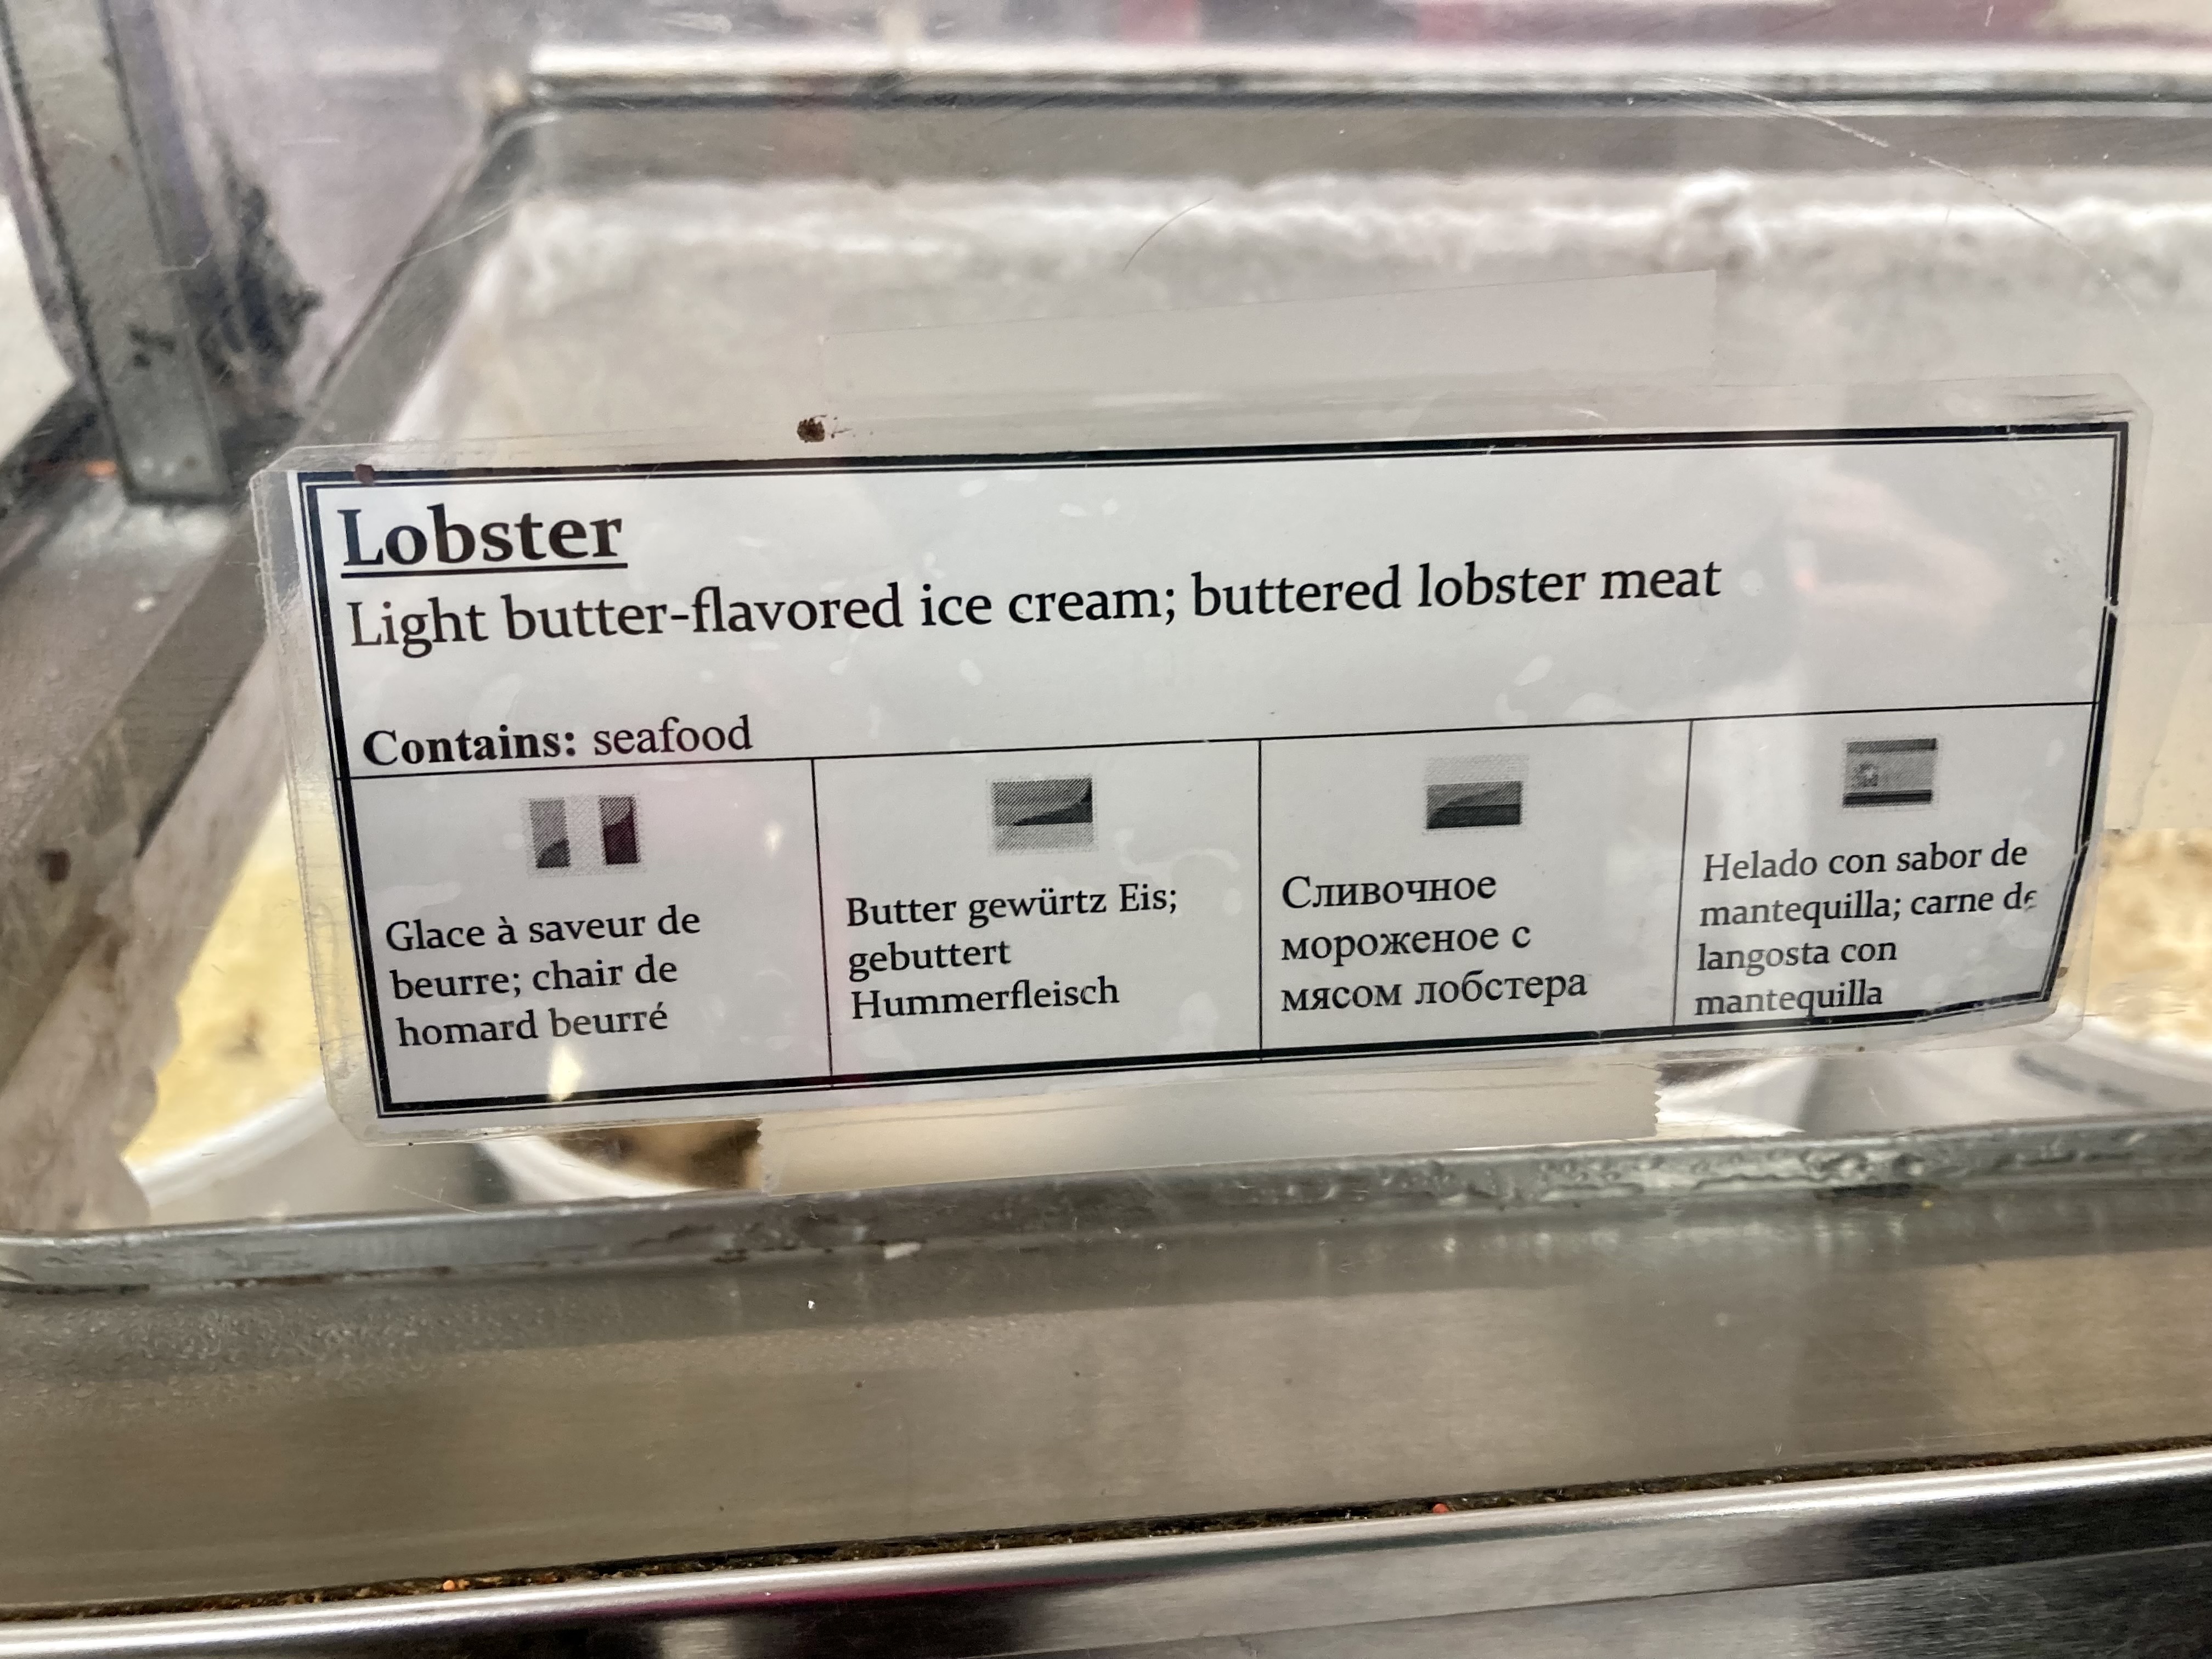 Lobster
Light butter-flavored ice cream; buttered lobster meat
Contains: seafood
Glace à saveur de
beurre; chair de
homard beurré
Butter gewürtz Eis;
gebuttert
Hummerfleisch
Сливочное
мороженое с
мясом лобстера
Helado con sabor de
mantequilla; carne de
langosta con
mantequilla